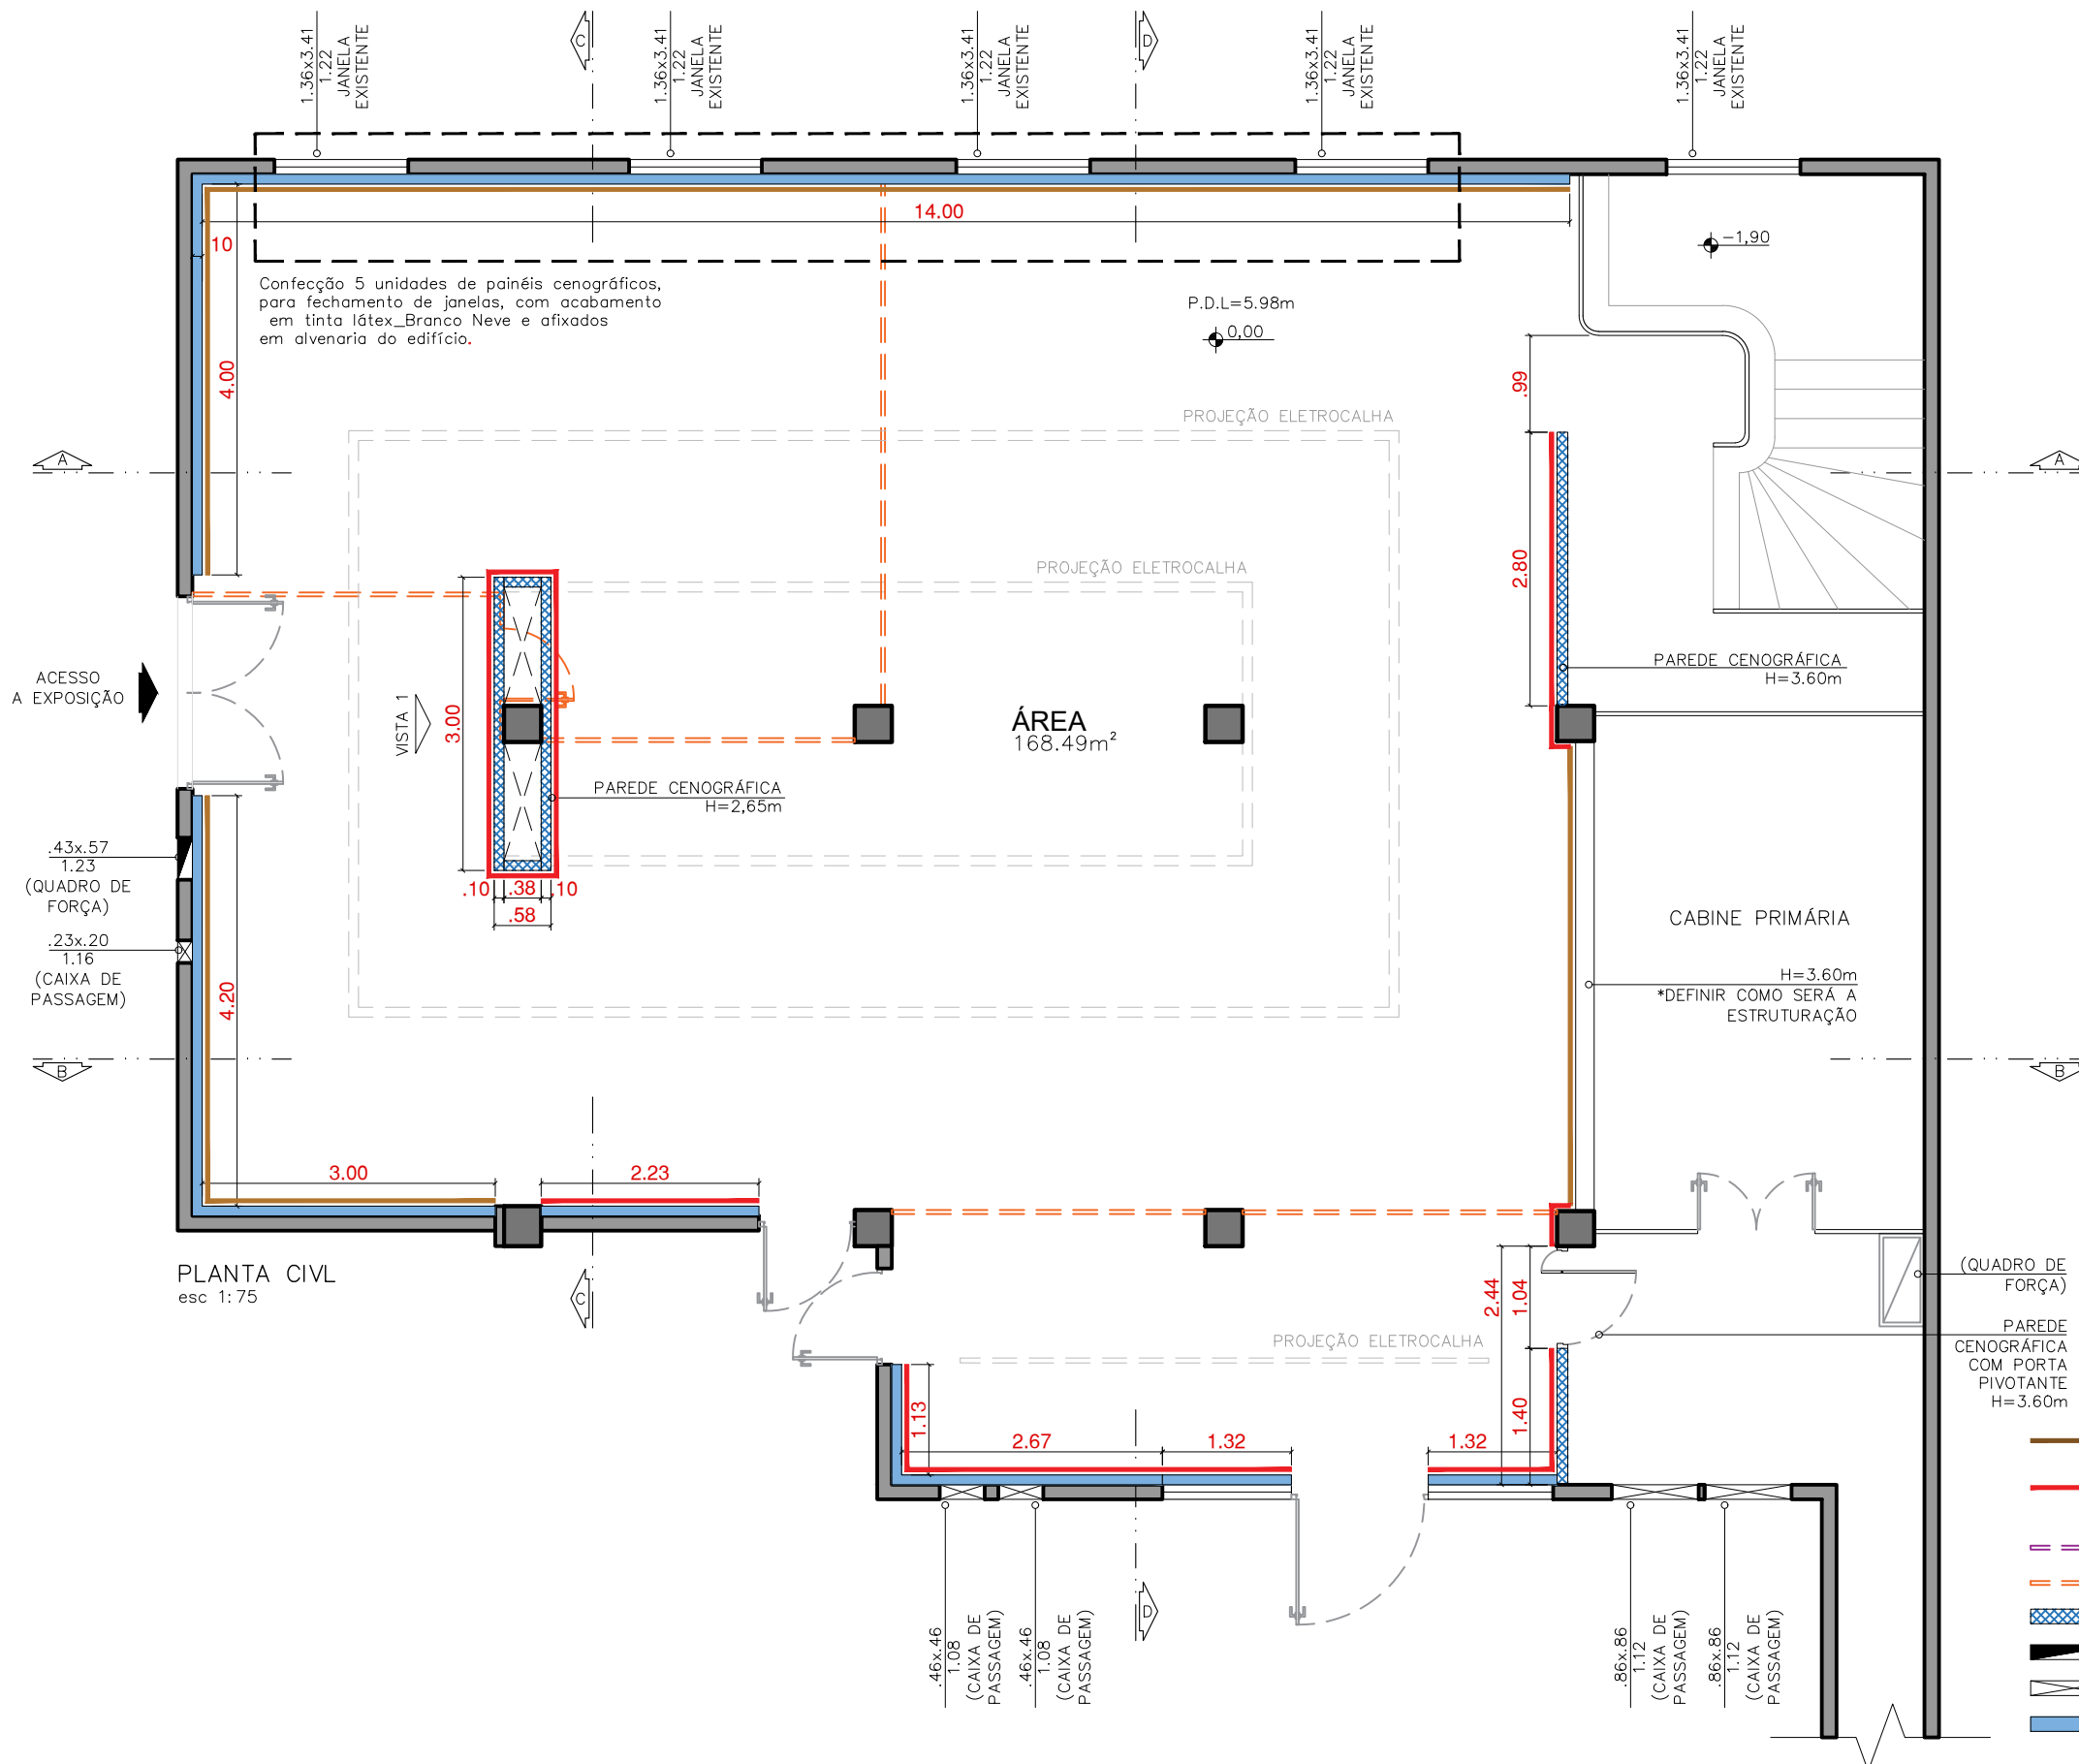 1.36x3.41
1.22
JANELA
EXISTENTE
C
1.36x3.41
1.22
JANELA
EXISTENTE
1.36x3.41
1.22
JANELA
EXISTENTE
D
1.36x3.41
1.22
JANELA
EXISTENTE
1.36x3.41
1.22
JANELA
EXISTENTE
14.00
10
-1,90
Confecção 5 unidades de painéis cenográficos,
para fechamento de janelas, com acabamento
em tinta látex_Branco Neve e afixados
em alvenaria do edifício.
P.D.L=5.98m
0,00
4.00
.99
PROJEÇÃO ELETROCALHA
A
A
PROJEÇÃO ELETROCALHA
2.80
PAREDE CENOGRÁFICA
H=3.60m
ACESSO
A EXPOSIÇÃO
VISTA 1
3.00
ÁREA
168.49m²
PAREDE CENOGRÁFICA
H=2,65m
.43x.57
1.23
(QUADRO DE
FORÇA)
.10
.38
.10
.58
CABINE PRIMÁRIA
.23x.20
1.16
(CAIXA DE
PASSAGEM)
4.20
H=3.60m
*DEFINIR COMO SERÁ A
ESTRUTURAÇÃO
B
B
3.00
2.23
PLANTA CIVL
esc 1:75
C
2.44
1.04
(QUADRO DE
FORÇA)
PROJEÇÃO ELETROCALHA
PAREDE
CENOGRÁFICA
COM PORTA
PIVOTANTE
H=3.60m
1.13
1.40
2.67
1.32
1.32
D
.46x.46
1.08
(CAIXA DE
PASSAGEM)
.46x.46
1.08
(CAIXA DE
PASSAGEM)
.86x.86
1.12
(CAIXA DE
PASSAGEM)
.86x.86
1.12
(CAIXA DE
PASSAGEM)